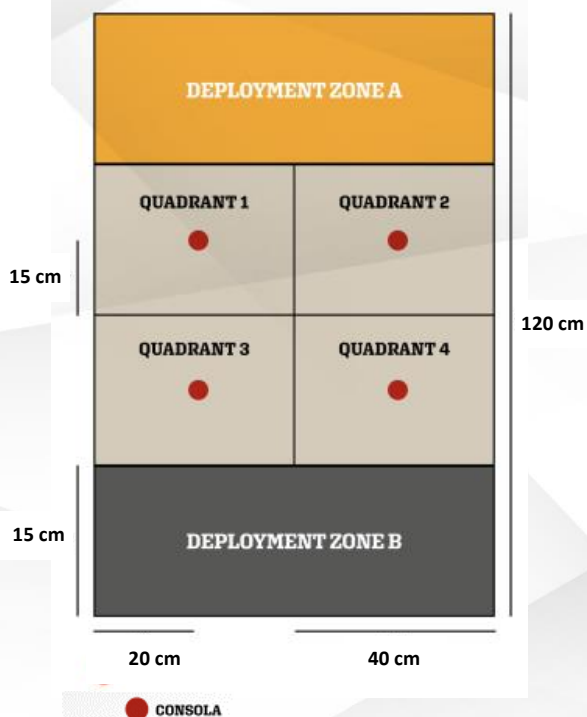 DEPLOYMENT ZONE A
QUADRANT 1
QUADRANT 2
15 cm
120 cm
QUADRANT 3
QUADRANT 4
15 cm
DEPLOYMENT ZONE B
20 cm
40 cm
CONSOLA